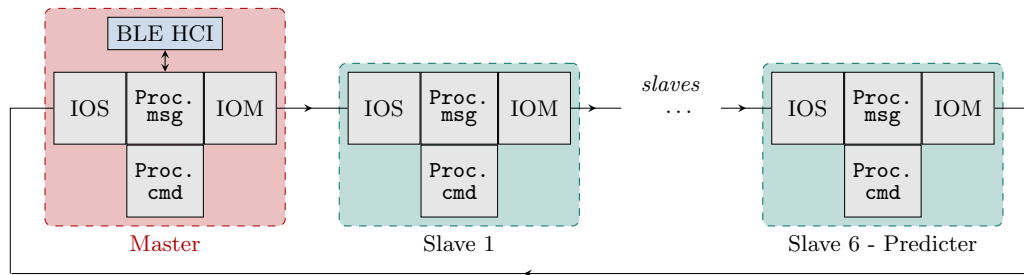 BLE HCI
IOS
Proc.
msg
IOM
Proc.
cmd
Master
IOS
Proc.
msg
IOM
Proc.
cmd
Slave 1
slaves
...
IOS
Proc.
msg
IOM
Proc.
cmd
Slave 6 - Predicter